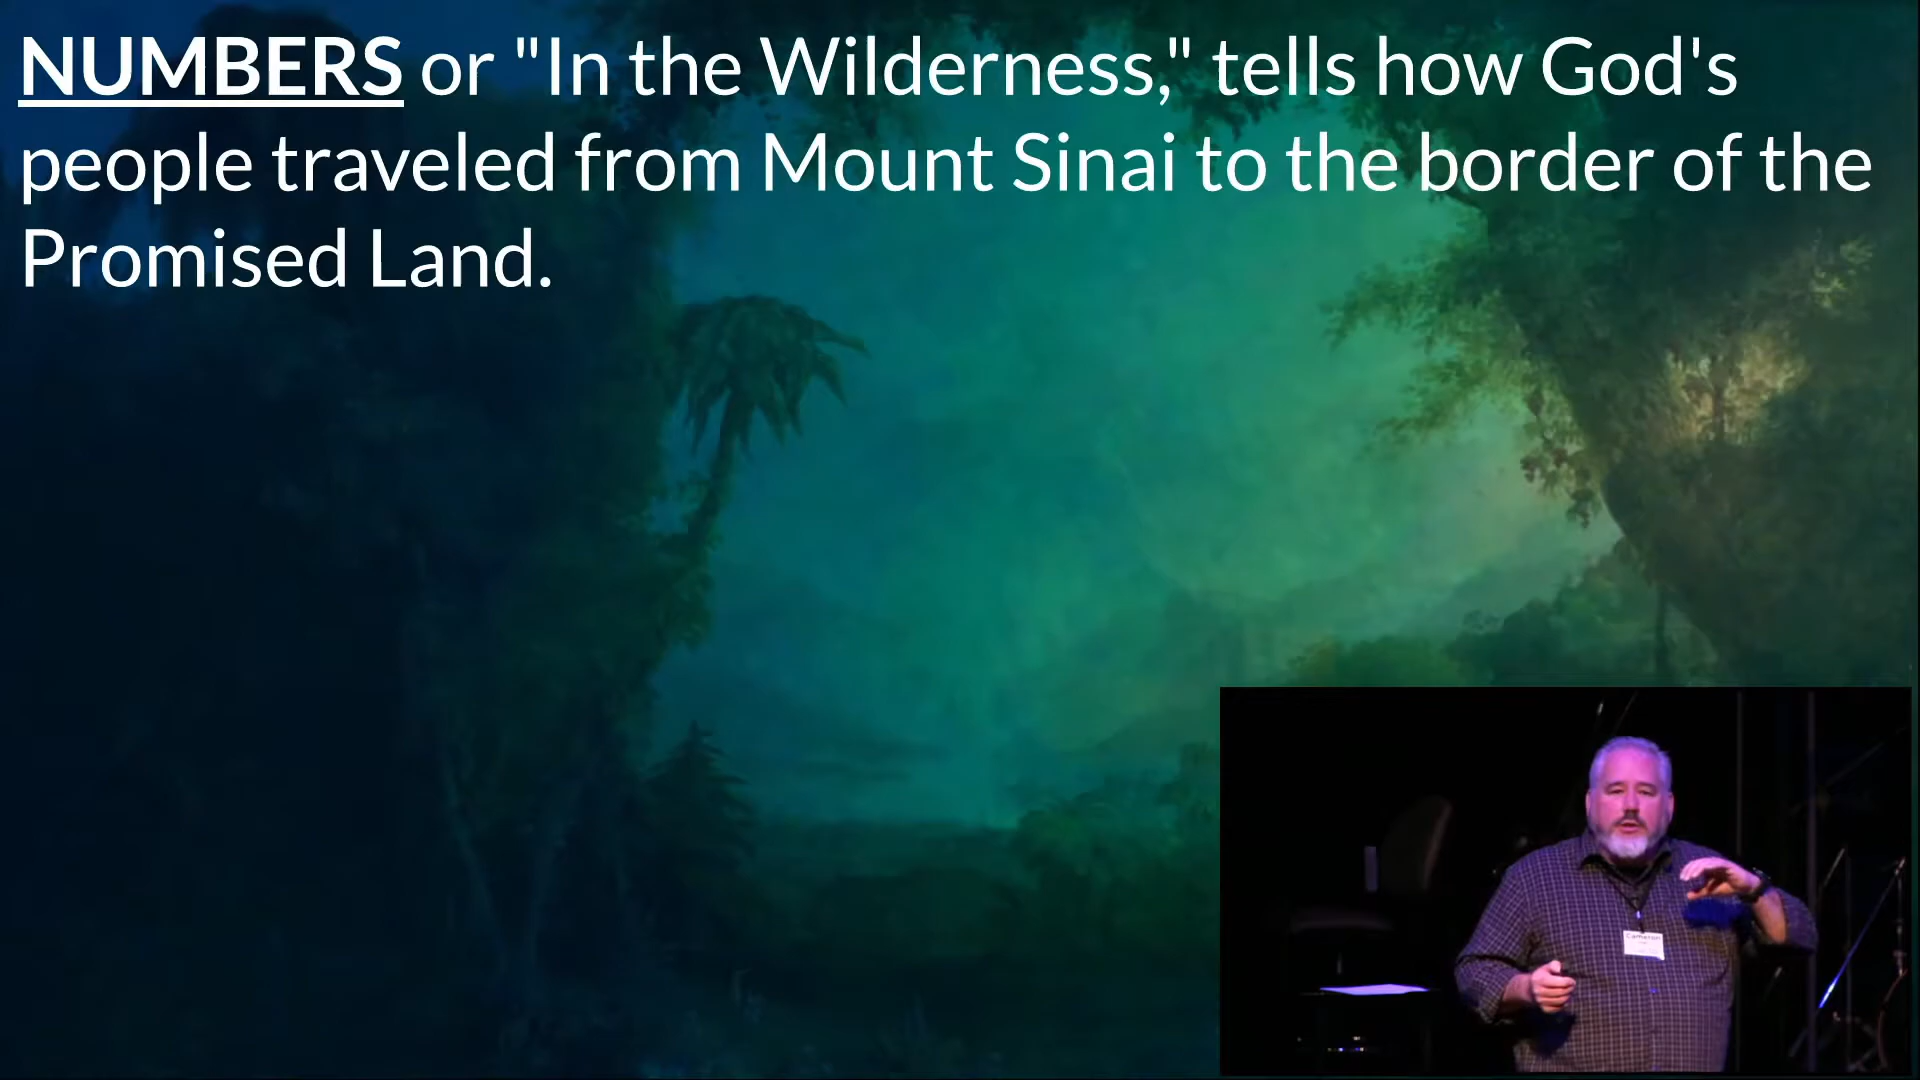 NUMBERS or "In the Wilderness," tells how God's
people traveled from Mount Sinai to the border of the
Promised Land.
Cameron